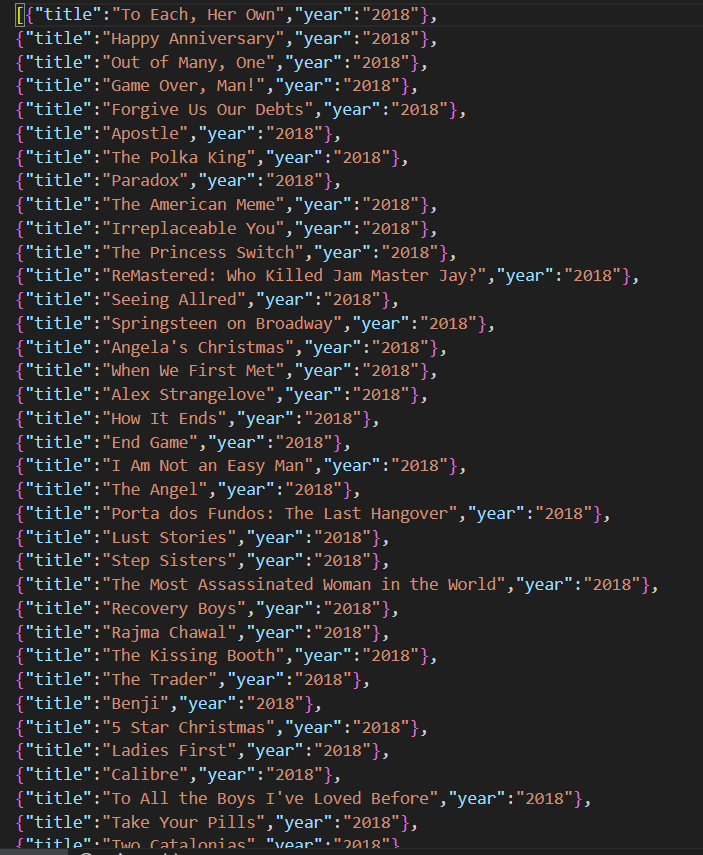 [{"title":"To Each, Her Own","year":"2018"},
{"title":"Happy Anniversary","year":"2018"},
{"title":"Out of Many, One","year":"2018"},
{"title":"Game Over, Man!","year":"2018"},
{"title":"Forgive Us Our Debts","year":"2018"},
{"title":"Apostle","year":"2018"},
{"title":"The Polka King","year":"2018"},
{"title":"Paradox","year":"2018"},
{"title":"The American Meme","year":"2018"},
{"title":"Irreplaceable You","year":"2018"},
{"title":"The Princess Switch","year":"2018"},
{"title":"ReMastered: Who Killed Jam Master Jay?","year":"2018"},
{"title":"Seeing Allred","year":"2018"},
{"title":"Springsteen on Broadway","year":"2018"},
{"title":"Angela's Christmas","year":"2018"},
{"title":"When We First Met","year":"2018"},
{"title":"Alex Strangelove","year":"2018"},
{"title":"How It Ends","year":"2018"},
{"title":"End Game","year":"2018"},
{"title":"I Am Not an Easy Man","year":"2018"},
{"title":"The Angel","year":"2018"},
{"title":"Porta dos Fundos: The Last Hangover","year":"2018"},
{"title":"Lust Stories","year":"2018"},
{"title":"Step Sisters","year":"2018"},
{"title":"The Most Assassinated Woman in the World","year":"2018"},
{"title":"Recovery Boys","year":"2018"},
{"title":"Rajma Chawal","year":"2018"},
{"title":"The Kissing Booth","year":"2018"},
{"title":"The Trader","year":"2018"},
{"title":"Benji","year":"2018"},
{"title":"5 Star Christmas","year":"2018"},
{"title":"Ladies First","year":"2018"},
{"title":"Calibre","year":"2018"},
{"title":"To All the Boys I've Loved Before","year":"2018"},
{"title":"Take Your Pills","year":"2018"},
{"title":"Two Catalonias","year":"2018"}